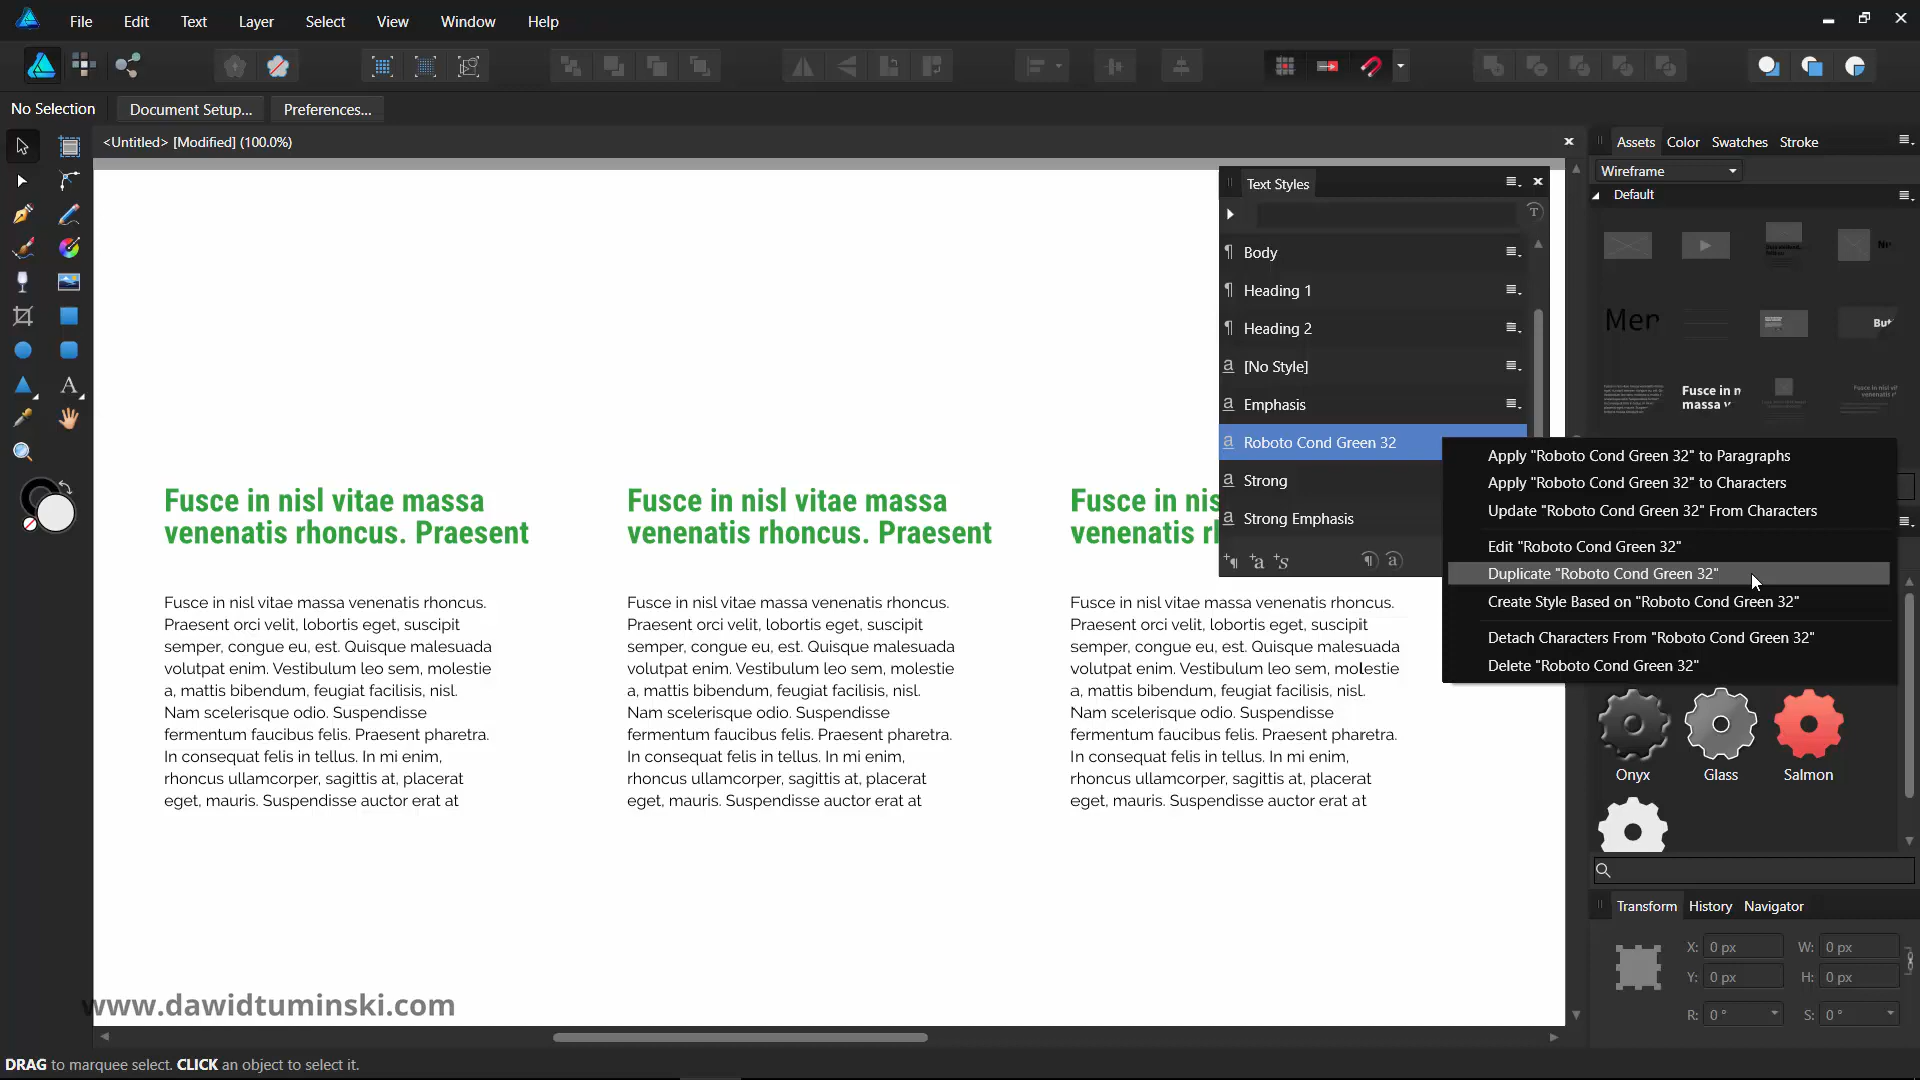 File Edit Text Layer Select View Window Help
No Selection Document Setup... Preferences...
<Untitled> [Modified] (100.0%)
Fusce in nisl vitae massa
venenatis rhoncus. Praesent
Fusce in nisl vitae massa venenatis rhoncus.
Praesent orci velit, lobortis eget, suscipit
semper, congue eu, est. Quisque malesuada
volutpat enim. Vestibulum leo sem, molestie
a, mattis bibendum, feugiat facilisis, nisl.
Nam scelerisque odio. Suspendisse
fermentum faucibus felis. Praesent pharetra.
In consequat felis in tellus. In mi enim,
rhoncus ullamcorper, sagittis at, placerat
eget, mauris. Suspendisse auctor erat at
Fusce in nisl vitae massa
venenatis rhoncus. Praesent
Fusce in nisl vitae massa venenatis rhoncus.
Praesent orci velit, lobortis eget, suscipit
semper, congue eu, est. Quisque malesuada
volutpat enim. Vestibulum leo sem, molestie
a, mattis bibendum, feugiat facilisis, nisl.
Nam scelerisque odio. Suspendisse
fermentum faucibus felis. Praesent pharetra.
In consequat felis in tellus. In mi enim,
rhoncus ullamcorper, sagittis at, placerat
eget, mauris. Suspendisse auctor erat at
Fusce in nis
venenatis r
Fusce in nisl vitae massa venenatis rhoncus.
Praesent orci velit, lobortis eget, suscipit
semper, congue eu, est. Quisque malesuada
volutpat enim. Vestibulum leo sem, molestie
a, mattis bibendum, feugiat facilisis, nisl.
Nam scelerisque odio. Suspendisse
fermentum faucibus felis. Praesent pharetra.
In consequat felis in tellus. In mi enim,
rhoncus ullamcorper, sagittis at, placerat
eget, mauris. Suspendisse auctor erat at
www.dawidtuminski.com
Text Styles
Body
Heading 1
Heading 2
[No Style]
Emphasis
Roboto Cond Green 32
Strong
Strong Emphasis
Apply "Roboto Cond Green 32" to Paragraphs
Apply "Roboto Cond Green 32" to Characters
Update "Roboto Cond Green 32" From Characters
Edit "Roboto Cond Green 32"
Duplicate "Roboto Cond Green 32"
Create Style Based on "Roboto Cond Green 32"
Detach Characters From "Roboto Cond Green 32"
Delete "Roboto Cond Green 32"
Assets Color Swatches Stroke
Wireframe
Default
Men
But
Fusce in n
massa v
Onyx Glass Salmon
Transform History Navigator
X: 0 px W: 0 px
Y: 0 px H: 0 px
R: 0 ° S: 0 °
DRAG to marquee select. CLICK an object to select it.